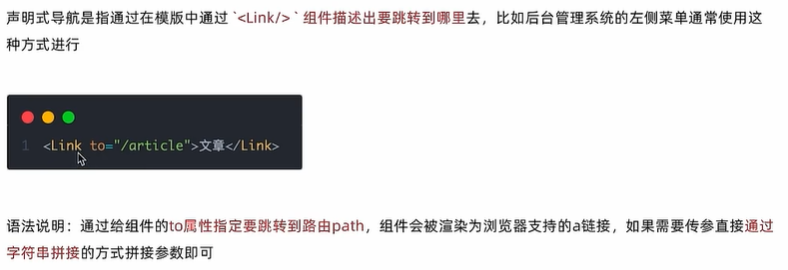 声明式导航是指通过在模版中通过 `<Link/> ` 组件描述出要跳转到哪里去，比如后台管理系统的左侧菜单通常使用这
种方式进行
1 <Link to="/article">文章</Link>
语法说明：通过给组件的to属性指定要跳转到路由path，组件会被渲染为浏览器支持的a链接，如果需要传参直接通过
字符串拼接的方式拼接参数即可